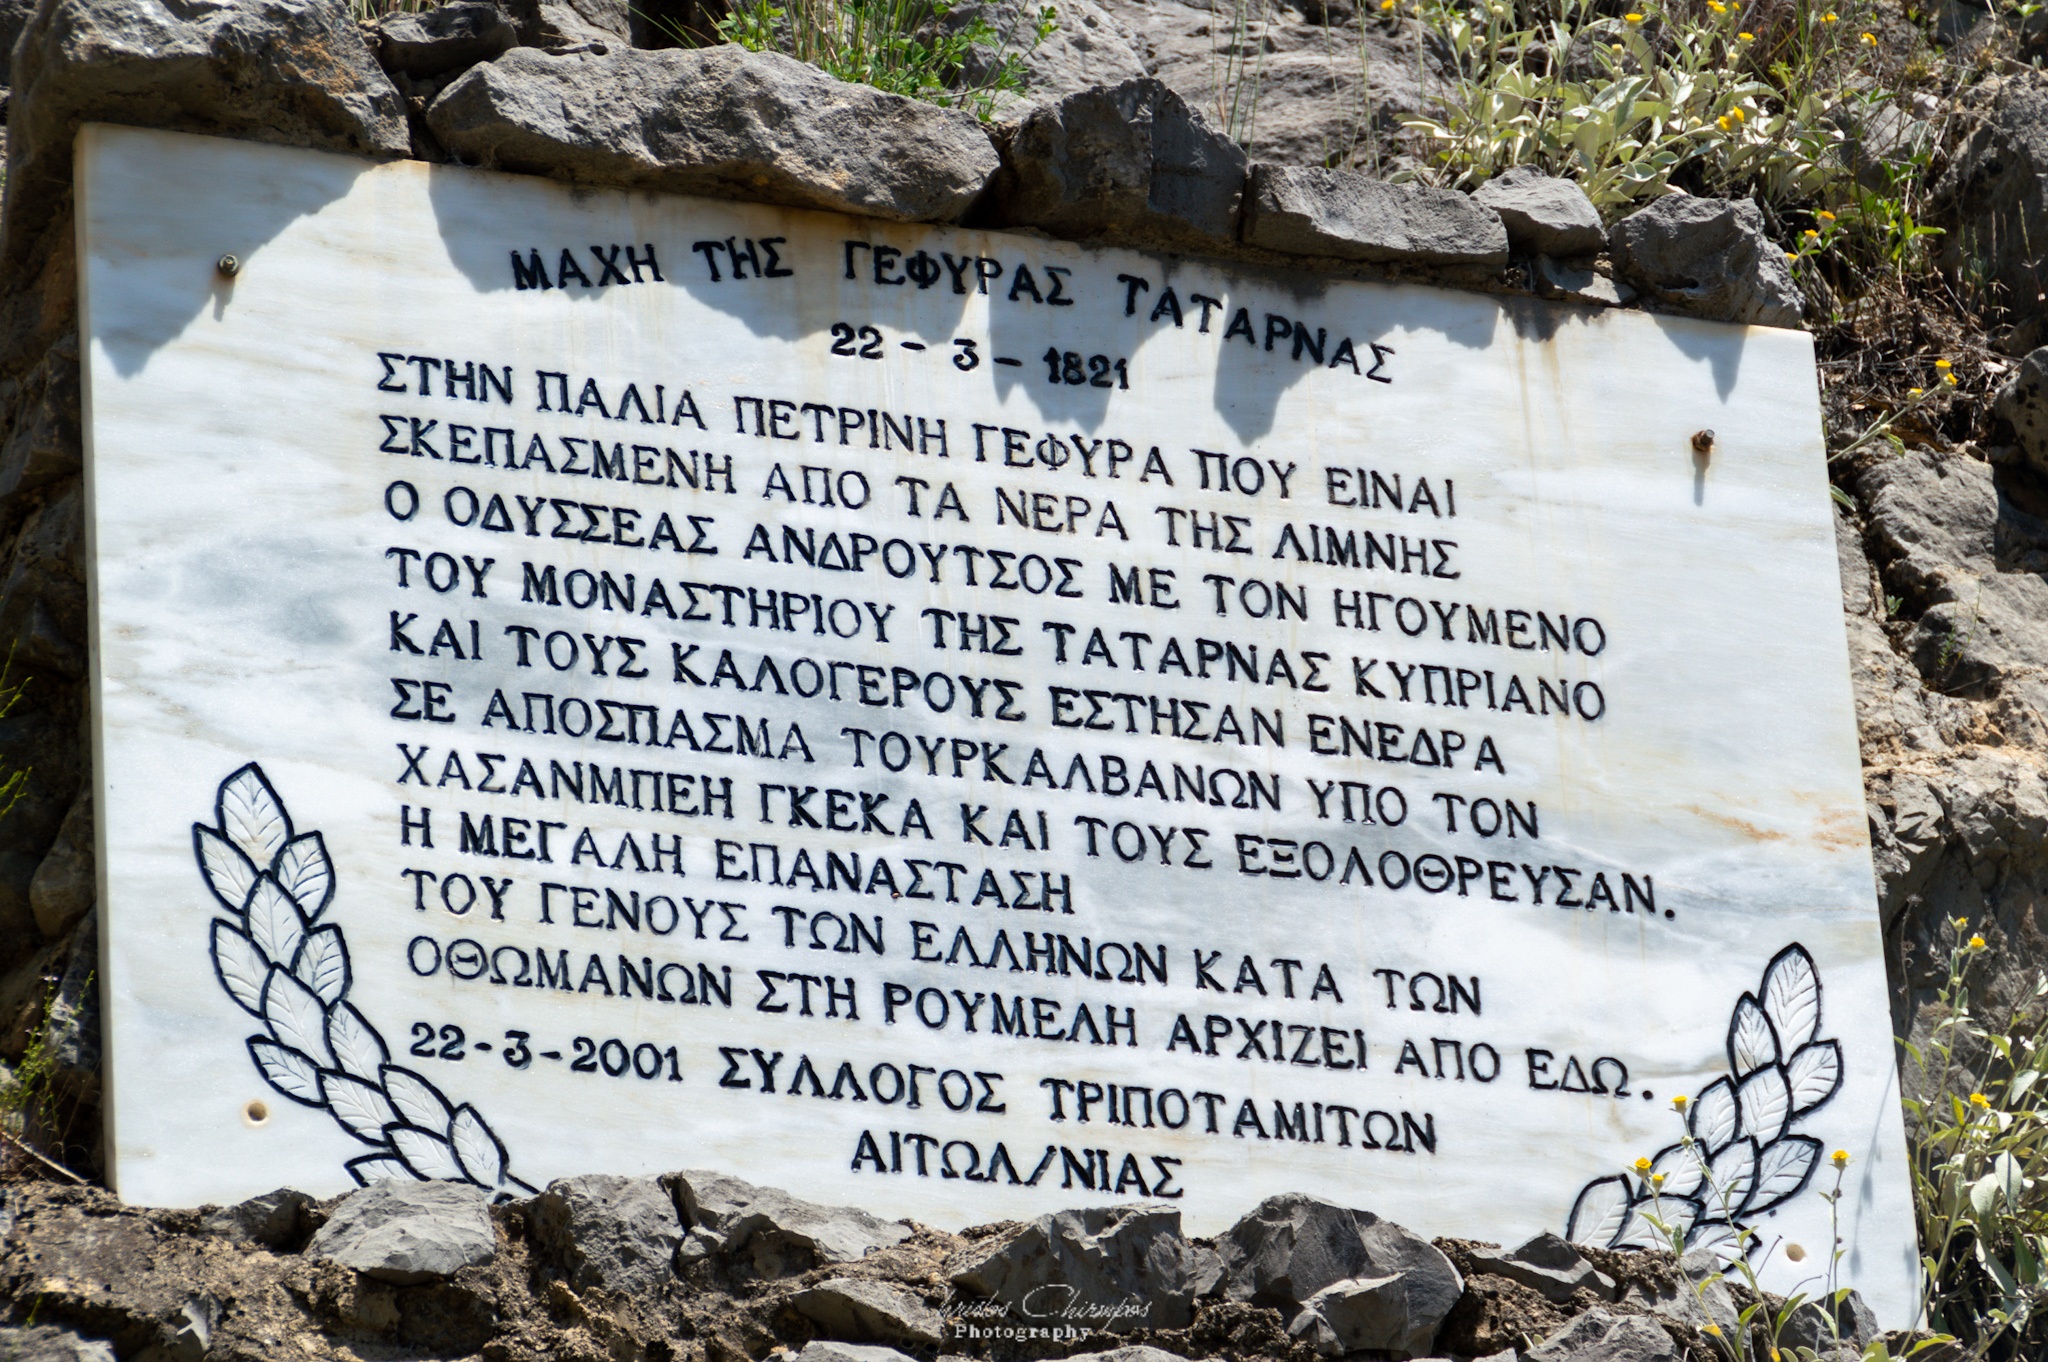 ΜΑΧΗ ΤΗΣ ΓΕΦΥΡΑΣ ΤΑΤΑΡΝΑΣ
22 - 3 - 1821
ΣΤΗΝ ΠΑΛΙΑ ΠΕΤΡΙΝΗ ΓΕΦΥΡΑ ΠΟΥ ΕΙΝΑΙ
ΣΚΕΠΑΣΜΕΝΗ ΑΠΟ ΤΑ ΝΕΡΑ ΤΗΣ ΛΙΜΝΗΣ
Ο ΟΔΥΣΣΕΑΣ ΑΝΔΡΟΥΤΣΟΣ ΜΕ ΤΟΝ ΗΓΟΥΜΕΝΟ
ΤΟΥ ΜΟΝΑΣΤΗΡΙΟΥ ΤΗΣ ΤΑΤΑΡΝΑΣ ΚΥΠΡΙΑΝΟ
ΚΑΙ ΤΟΥΣ ΚΑΛΟΓΕΡΟΥΣ ΕΣΤΗΣΑΝ ΕΝΕΔΡΑ
ΣΕ ΑΠΟΣΠΑΣΜΑ ΤΟΥΡΚΑΛΒΑΝΩΝ ΥΠΟ ΤΟΝ
ΧΑΣΑΝΜΠΕΗ ΓΚΕΚΑ ΚΑΙ ΤΟΥΣ ΕΞΟΛΟΘΡΕΥΣΑΝ.
Η ΜΕΓΑΛΗ ΕΠΑΝΑΣΤΑΣΗ
ΤΟΥ ΓΕΝΟΥΣ ΤΩΝ ΕΛΛΗΝΩΝ ΚΑΤΑ ΤΩΝ
ΟΘΩΜΑΝΩΝ ΣΤΗ ΡΟΥΜΕΛΗ ΑΡΧΙΖΕΙ ΑΠΟ ΕΔΩ.
22-3-2001 ΣΥΛΛΟΓΟΣ ΤΡΙΠΟΤΑΜΙΤΩΝ
ΑΙΤΩΛ/ΝΙΑΣ
Photography